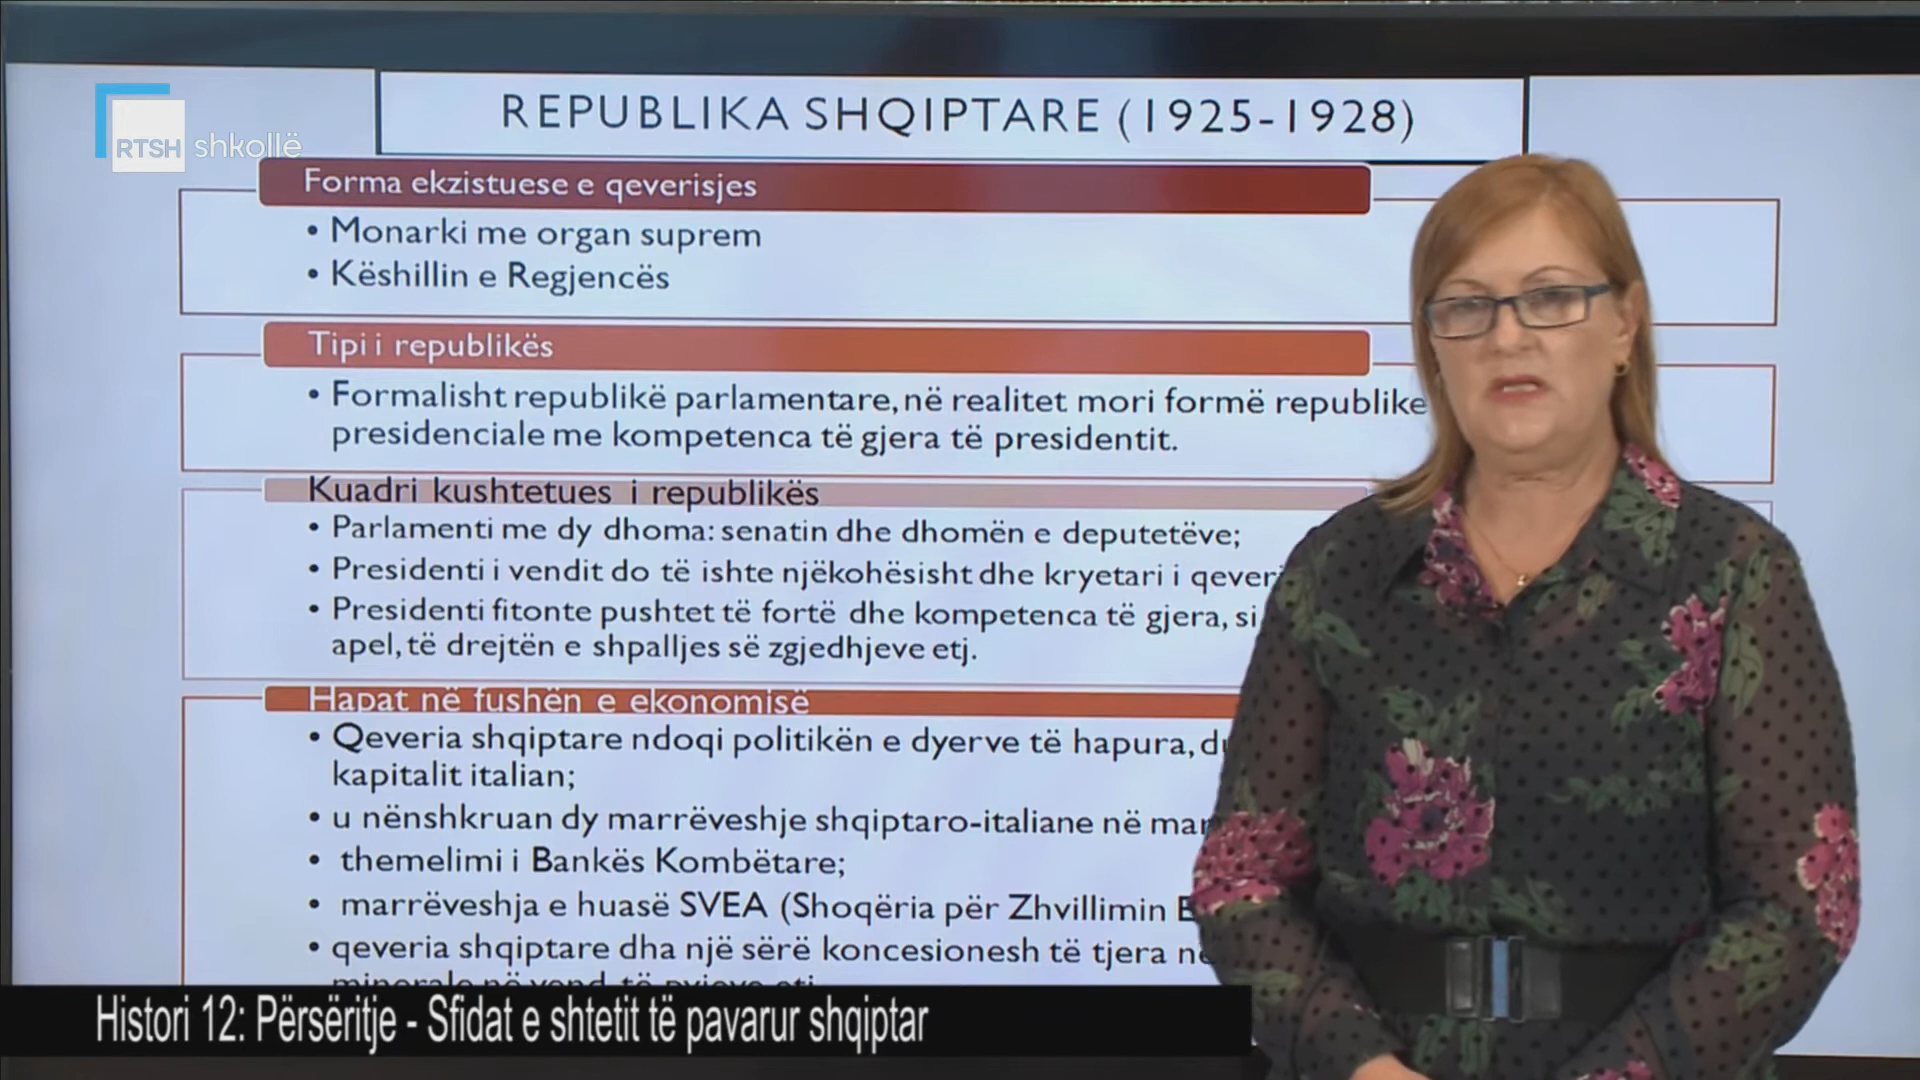 RTSH shkollë
REPUBLIKA SHQIPTARE (1925-1928)
Forma ekzistuese e qeverisjes
• Monarki me organ suprem
• Këshillin e Regjencës
Tipi i republikës
• Formalisht republikë parlamentare, në realitet mori formë republike
presidenciale me kompetenca të gjera të presidentit.
Kuadri kushtetues i republikës
• Parlamenti me dy dhoma: senatin dhe dhomën e deputetëve;
• Presidenti i vendit do të ishte njëkohësisht dhe kryetari i
• Presidenti fitonte pushtet të fortë dhe kompetenca të gjera, si
apel, të drejtën e shpalljes së zgjedhjeve etj.
Hapat në fushën e ekonomisë
• Qeveria shqiptare ndoqi politikën e dyerve të hapura,
kapitalit italian;
• u nënshkruan dy marrëveshje shqiptaro-italiane në
• themelimi i Bankës Kombëtare;
• marrëveshja e huasë SVEA (Shoqëria për Zhvillimin
• qeveria shqiptare dha një sërë koncesionesh të tjera
Histori 12: Përsëritje - Sfidat e shtetit të pavarur shqiptar